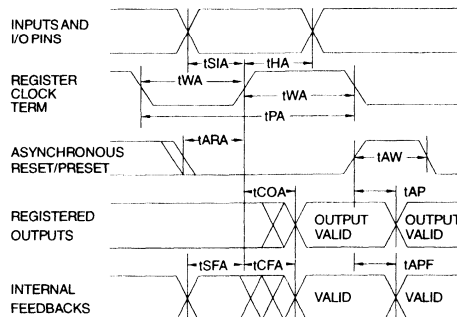 INPUTS AND
I/O PINS
tSIA
tHA
REGISTER
CLOCK
TERM
tWA
tWA
tPA
tARA
ASYNCHRONOUS
RESET/PRESET
tAW
tCOA
tAP
REGISTERED
OUTPUTS
OUTPUT
VALID
OUTPUT
VALID
tSFA
tCFA
tAPF
INTERNAL
FEEDBACKS
VALID
VALID